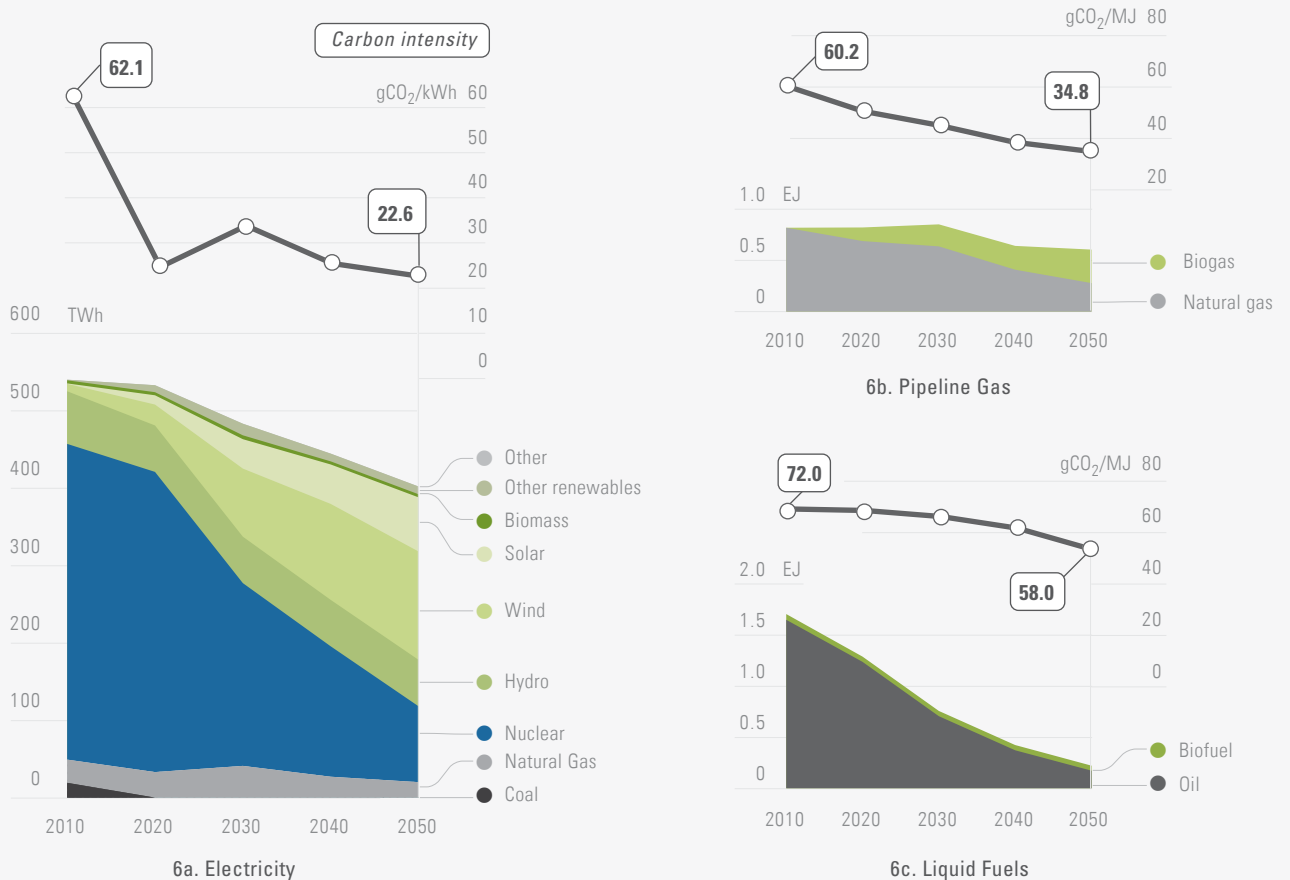 Carbon intensity
62.1
gCO2/kWh 60
50
40
30
20
10
0
22.6
600 TWh
500
400
300
200
100
0
Other
Other renewables
Biomass
Solar
Wind
Hydro
Nuclear
Natural Gas
Coal
2010 2020 2030 2040 2050
6a. Electricity
gCO2/MJ 80
60
40
20
60.2
34.8
1.0 EJ
0.5
0
Biogas
Natural gas
2010 2020 2030 2040 2050
6b. Pipeline Gas
gCO2/MJ 80
60
40
20
0
72.0
58.0
2.0 EJ
1.5
1.0
0.5
0
Biofuel
Oil
2010 2020 2030 2040 2050
6c. Liquid Fuels